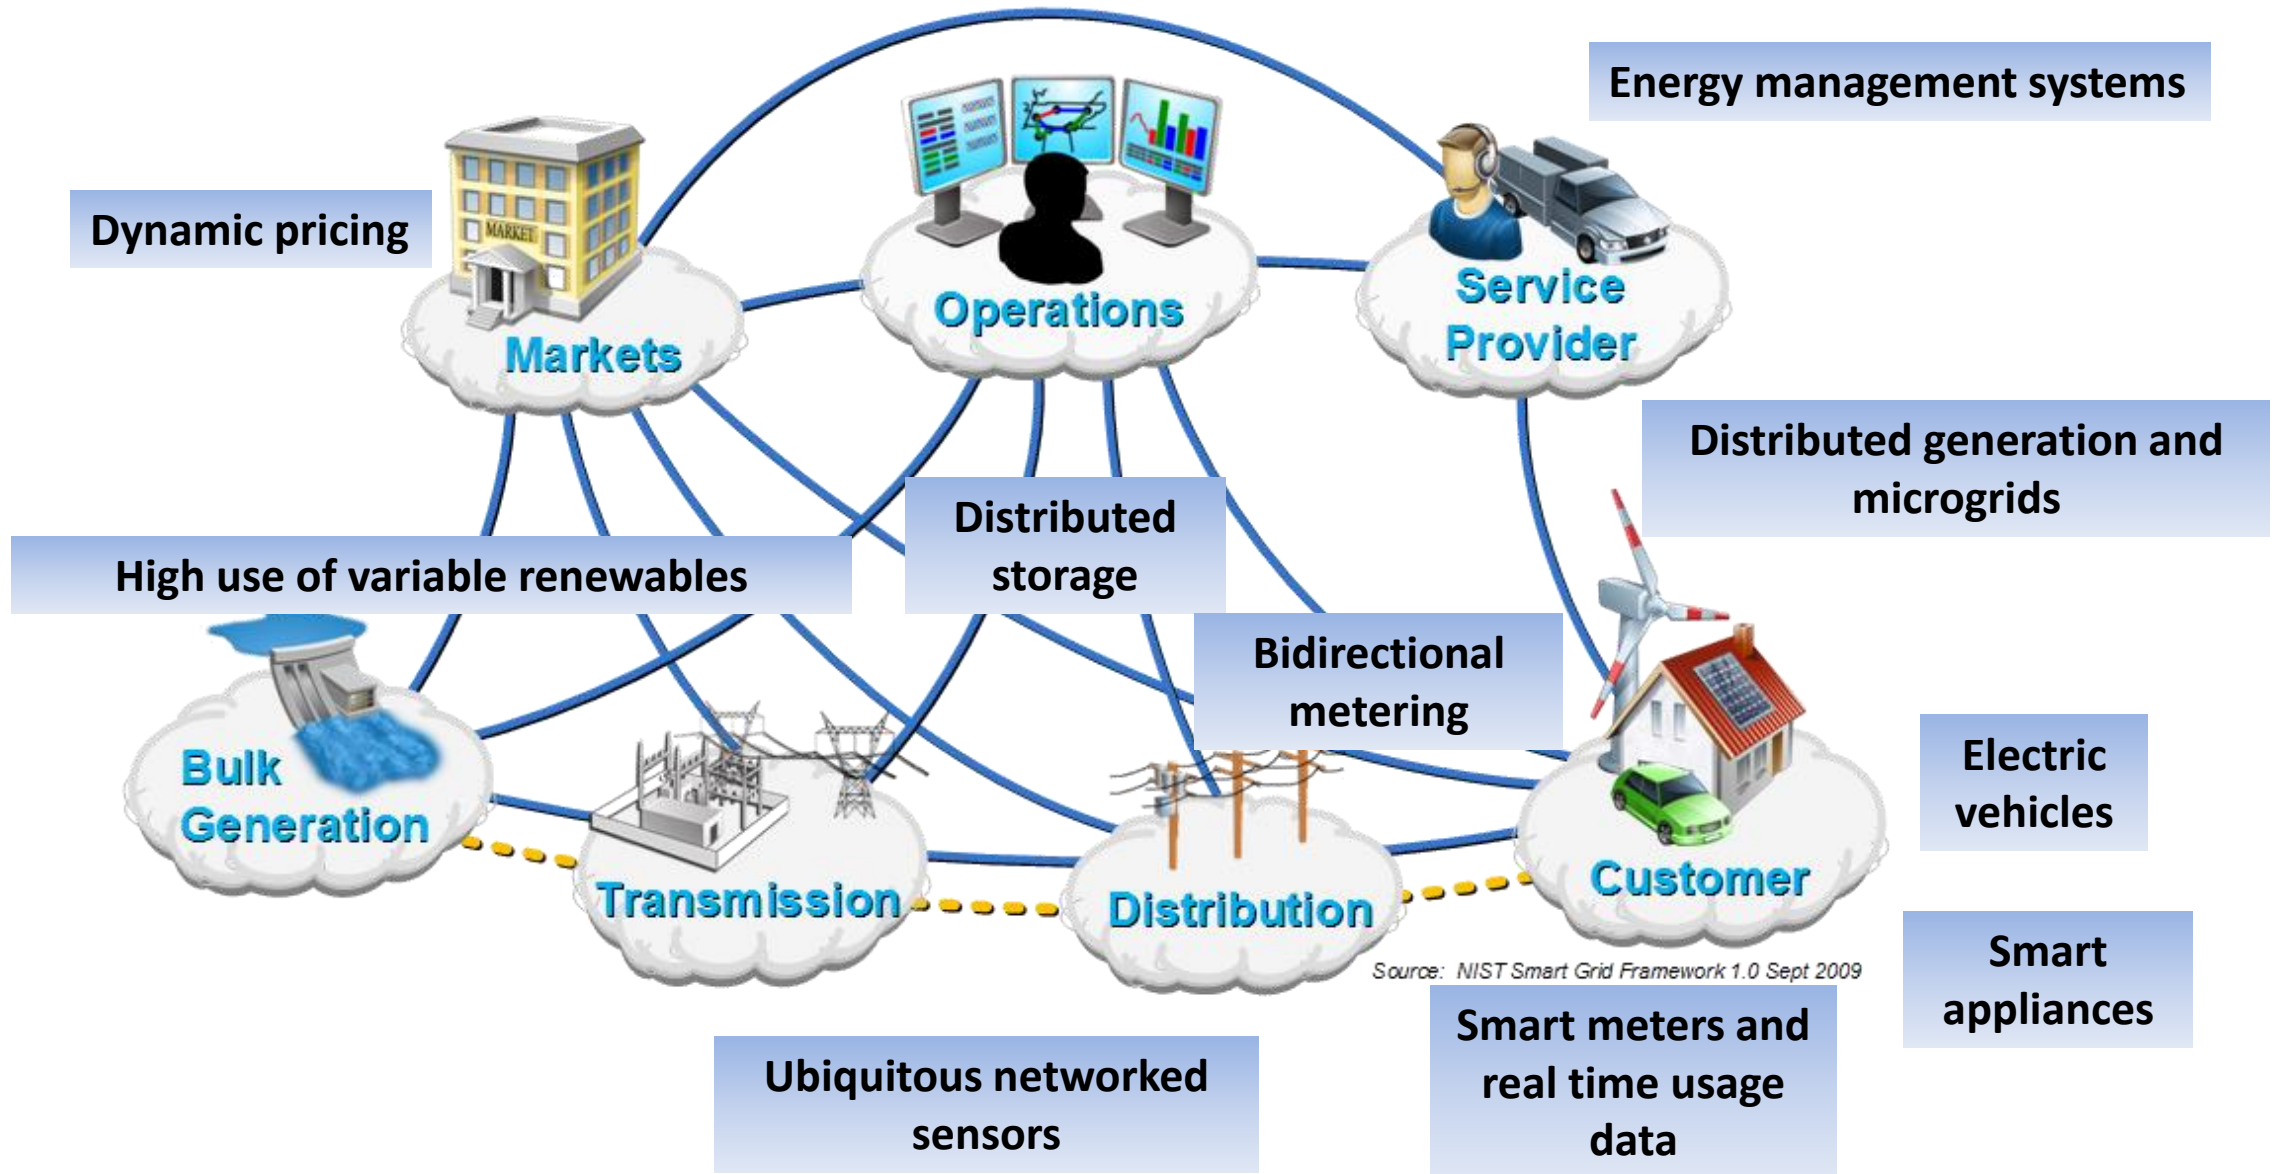 Energy management systems
Dynamic pricing
MARKET
Markets
Operations
Service
Provider
Distributed generation and
microgrids
High use of variable renewables
Distributed
storage
Bidirectional
metering
Bulk
Generation
Transmission
Distribution
Customer
Electric
vehicles
Source: NIST Smart Grid Framework 1.0 Sept 2009
Smart
appliances
Ubiquitous networked
sensors
Smart meters and
real time usage
data